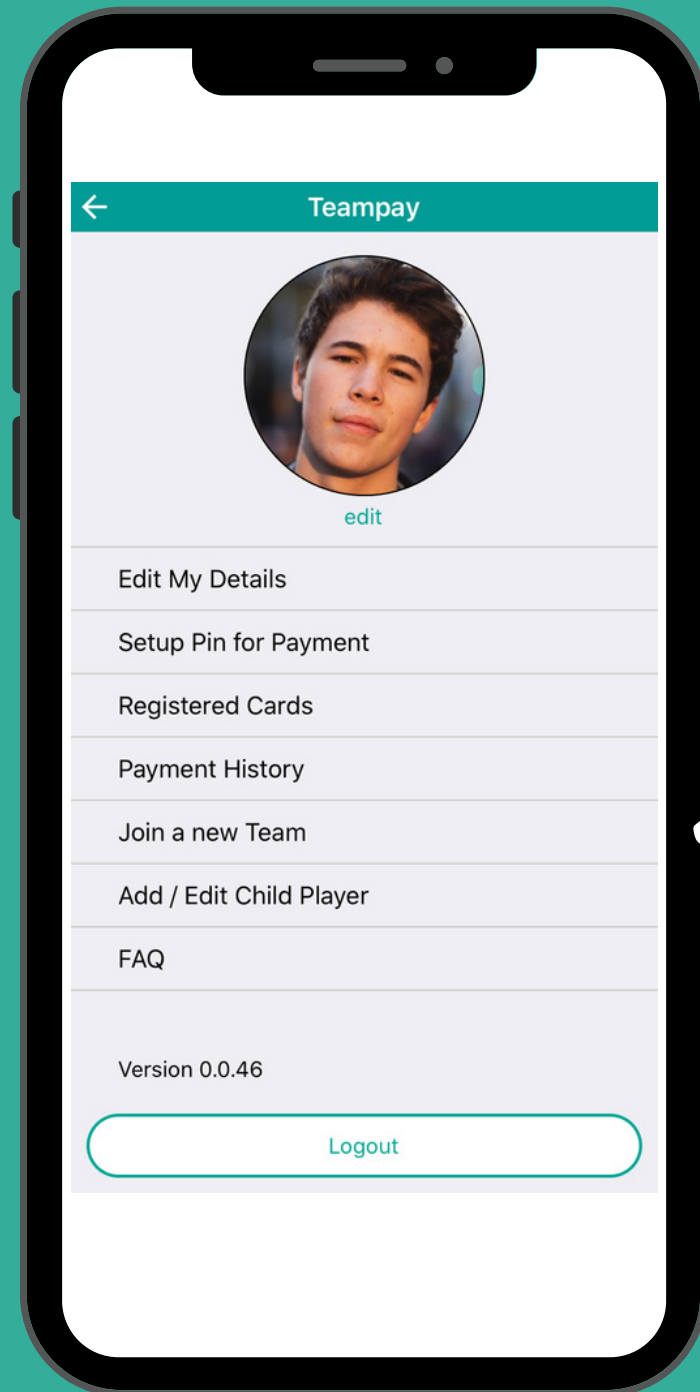 Teampay
edit
Edit My Details
Setup Pin for Payment
Registered Cards
Payment History
Join a new Team
Add / Edit Child Player
FAQ
Version 0.0.46
Logout